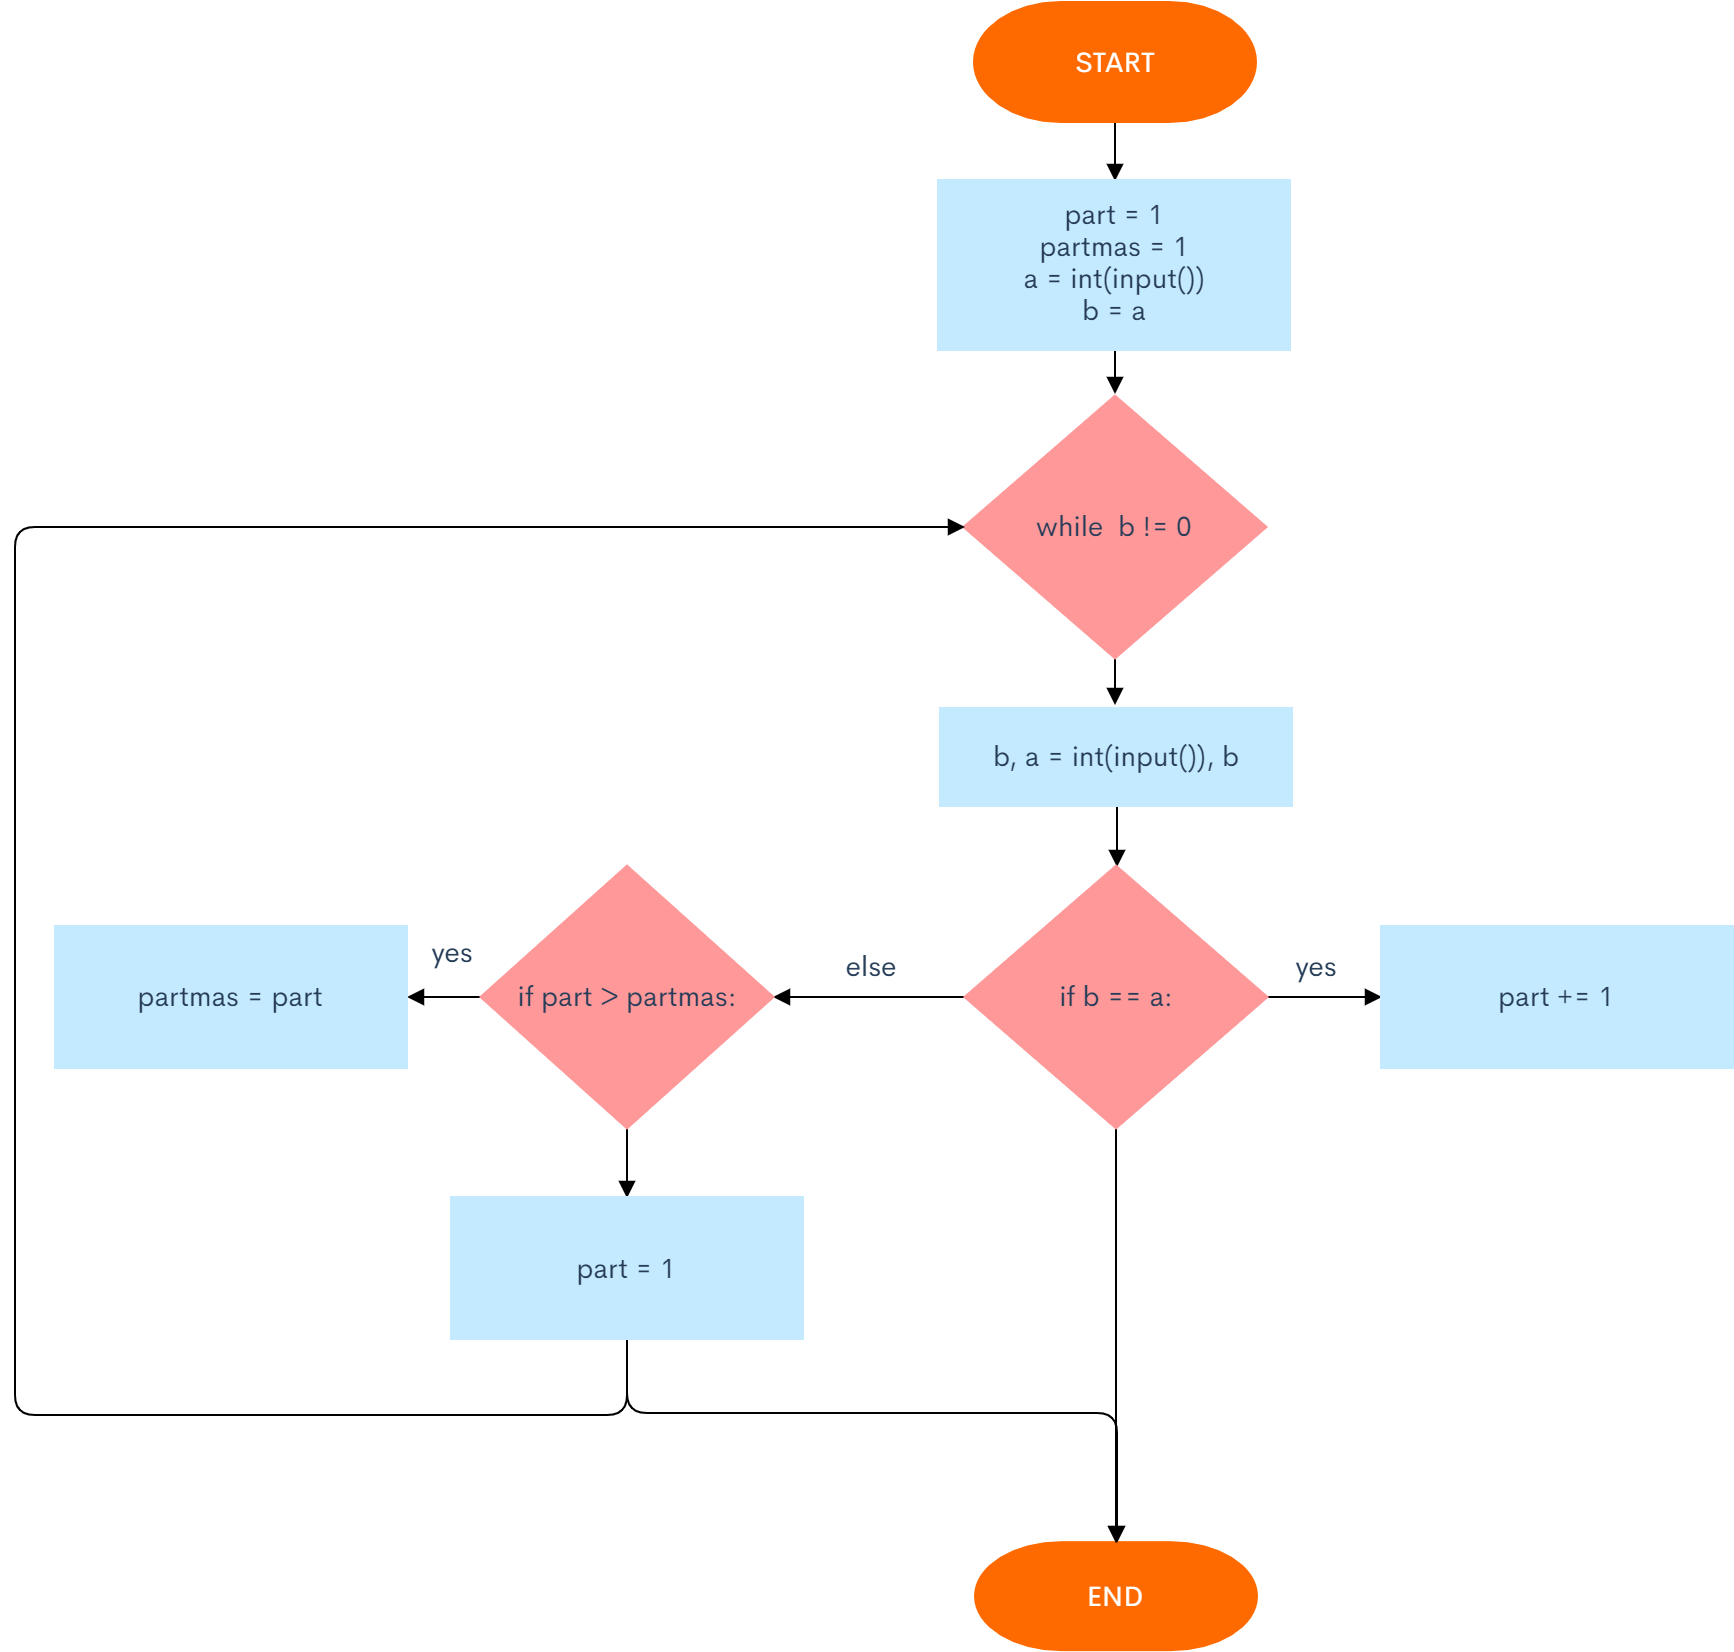 START
part = 1
partmas = 1
a = int(input())
b = a
while  b != 0
b, a = int(input()), b
yes
else
yes
partmas = part
if part > partmas:
if b == a:
part += 1
part = 1
END